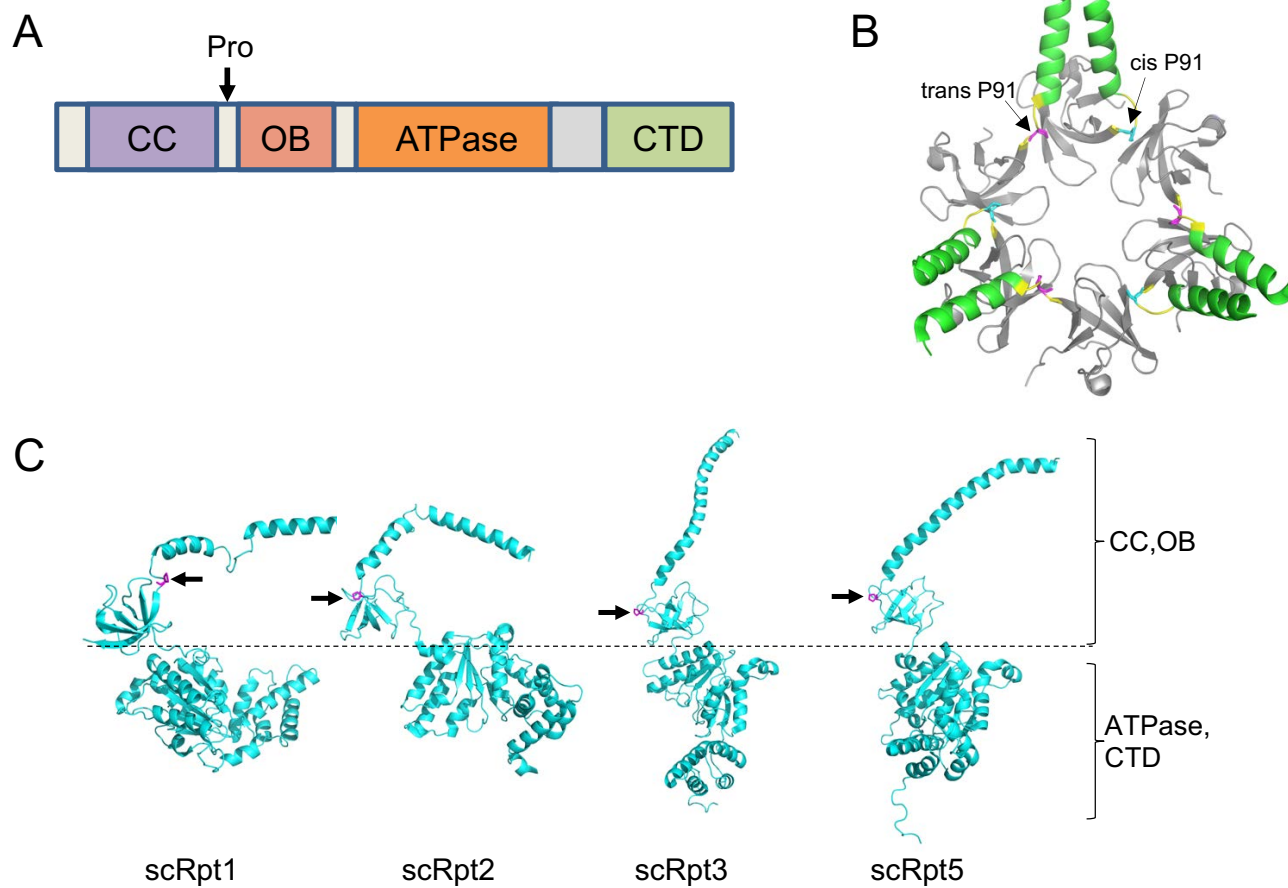 A
Pro
CC
OB
ATPase
CTD
B
trans P91
cis P91
C
CC,OB
ATPase,
CTD
scRpt1
scRpt2
scRpt3
scRpt5